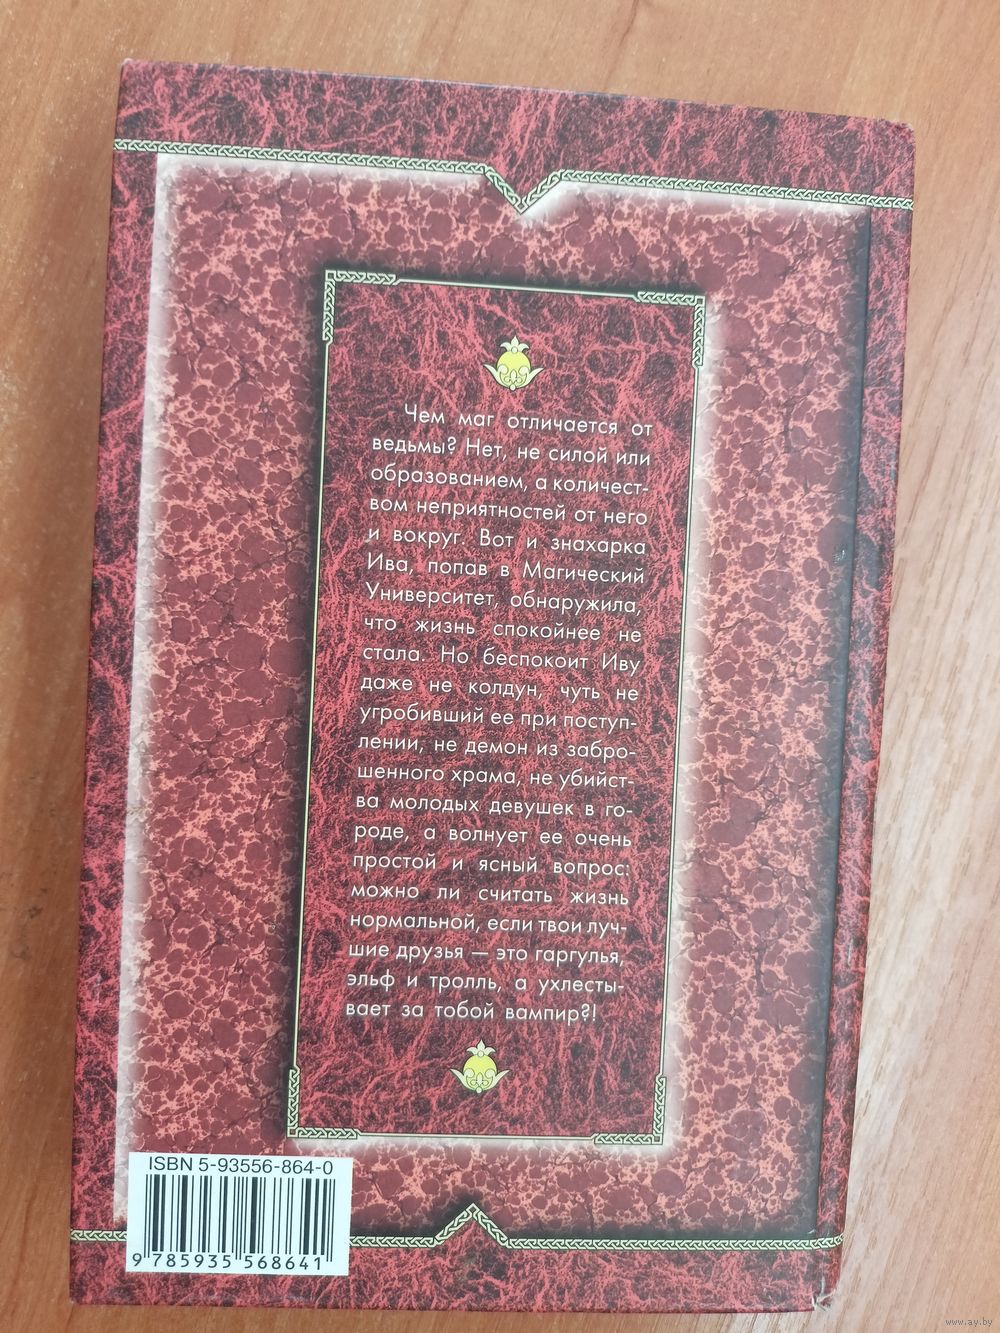 Чем маг отличается от
ведьмы? Нет, не силой или
образованием, а количест-
вом неприятностей от него
и вокруг. Вот и знахарка
Ива, попав в Магический
Университет, обнаружила,
что жизнь спокойнее не
стала. Но беспокоит Иву
даже не колдун, чуть не
угробивший ее при поступ-
лении, не демон из забро-
шенного храма, не убийст-
ва молодых девушек в го-
роде, а волнует ее очень
простой и ясный вопрос:
можно ли считать жизнь
нормальной, если твои луч-
шие друзья — это гаргулья,
эльф и тролль, а ухлесты-
вает за тобой вампир?!
ISBN 5-93556-864-0
9 785935 568641
www.ay.by